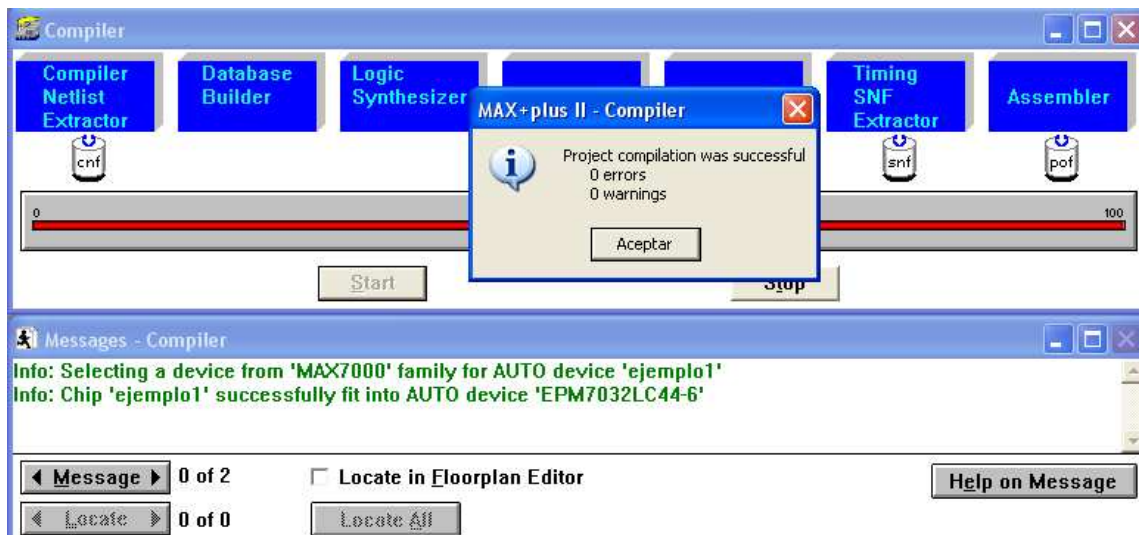 Compiler
Compiler
Netlist
Extractor
Database
Builder
Logic
Synthesizer
Timing
SNF
Extractor
Assembler
cnf
snf
pof
MAX+plus II - Compiler
Project compilation was successful
0 errors
0 warnings
Aceptar
0
100
Start
Stop
Messages - Compiler
Info: Selecting a device from 'MAX7000' family for AUTO device 'ejemplo1'
Info: Chip 'ejemplo1' successfully fit into AUTO device 'EPM7032LC44-6'
Message 0 of 2
Locate in Floorplan Editor
Help on Message
Locate 0 of 0
Locate All